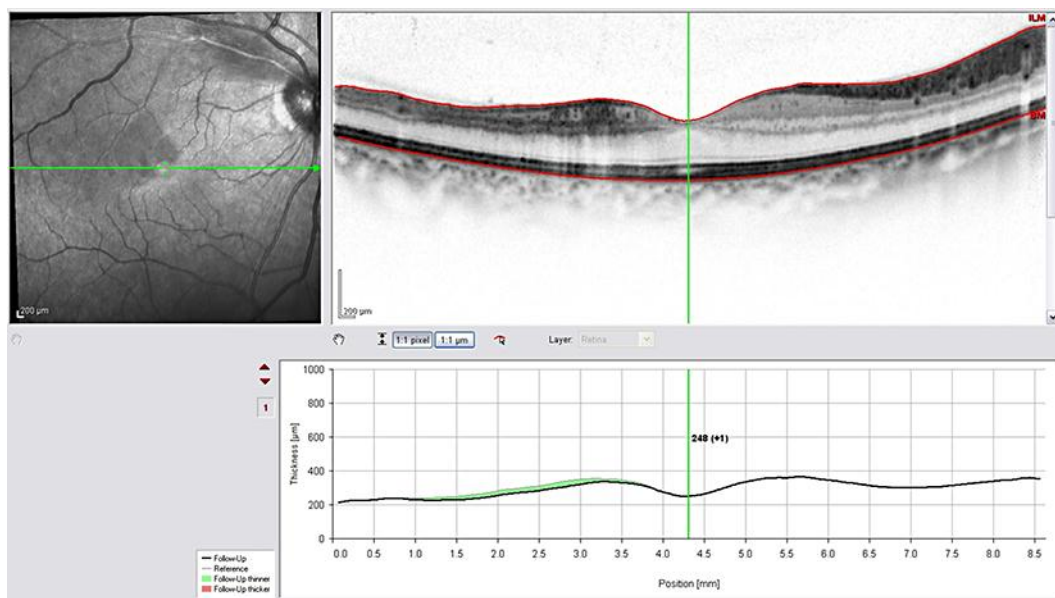 ILM
BM
200 µm
200 µm
1:1 pixel
1:1 µm
Layer:
Retina
1
Thickness [µm]
1000
800
600
400
200
0
248 (+1)
0.0 0.5 1.0 1.5 2.0 2.5 3.0 3.5 4.0 4.5 5.0 5.5 6.0 6.5 7.0 7.5 8.0 8.5
Position [mm]
Follow-Up
Reference
Follow-Up thinner
Follow-Up thicker